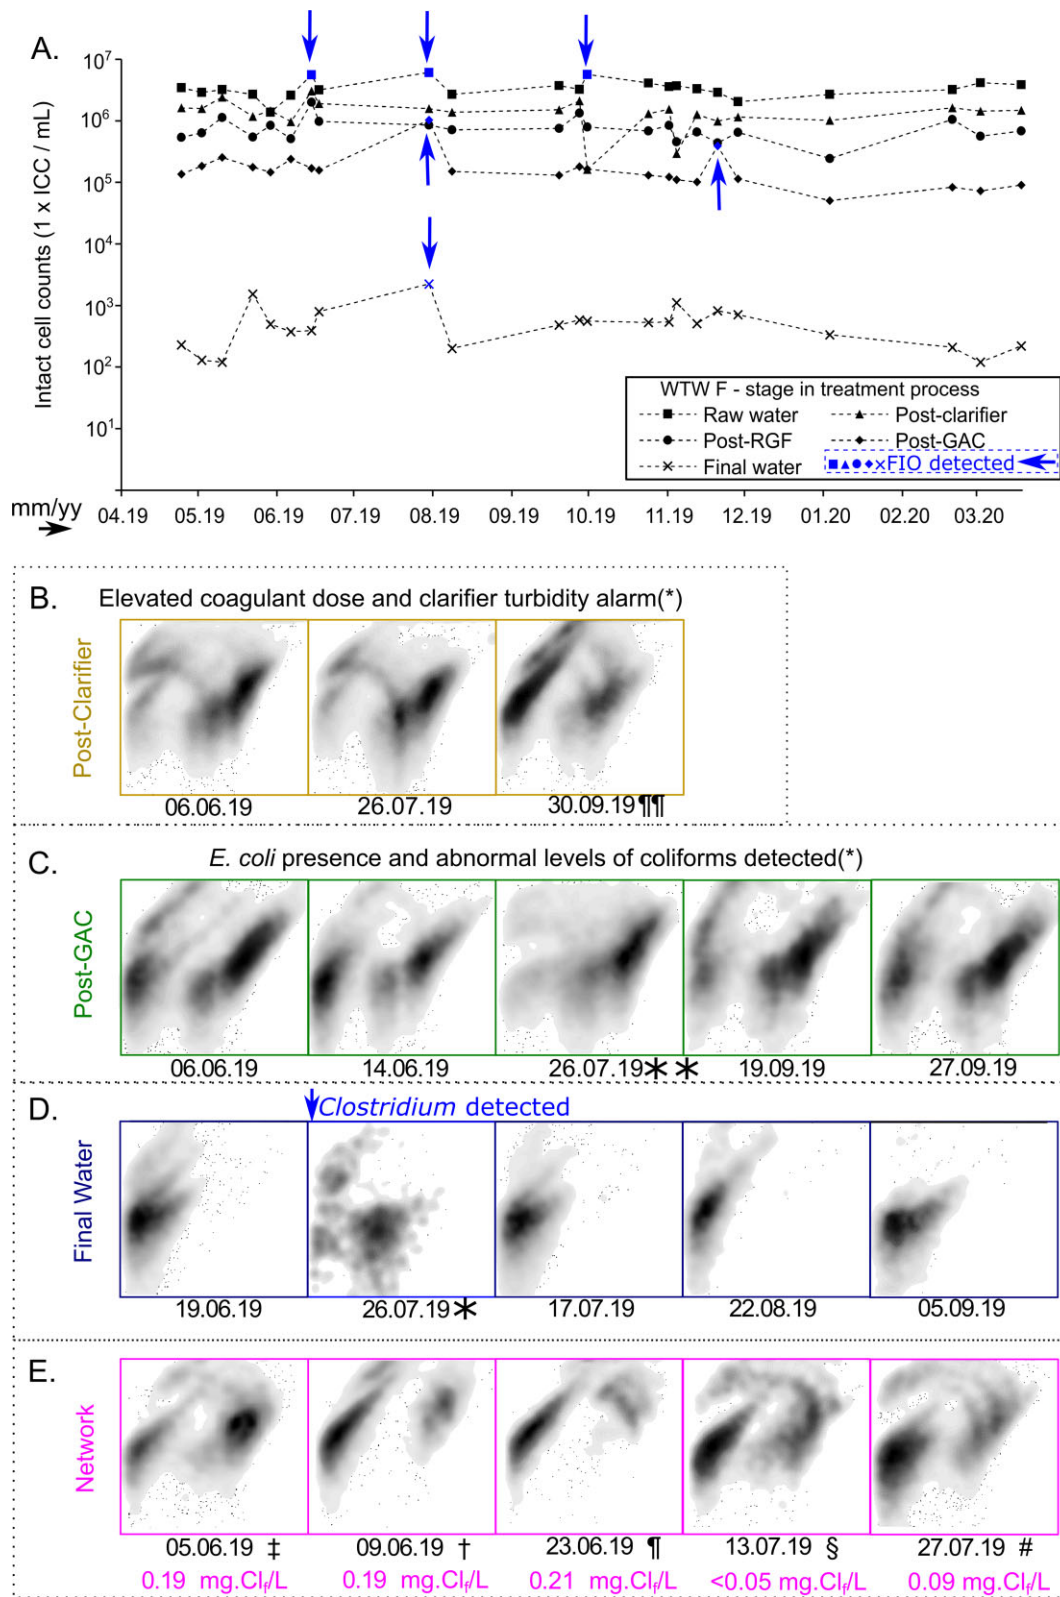 A.
Intact cell counts (1 x ICC / mL)
10⁷
10⁶
10⁵
10⁴
10³
10²
10¹
WTW F - stage in treatment process
Raw water
Post-clarifier
Post-RGF
Post-GAC
Final water
FIO detected
mm/yy
04.19 05.19 06.19 07.19 08.19 09.19 10.19 11.19 12.19 01.20 02.20 03.20
B.
Elevated coagulant dose and clarifier turbidity alarm(*)
Post-Clarifier
06.06.19 26.07.19 30.09.19¶¶
C.
E. coli presence and abnormal levels of coliforms detected(*)
Post-GAC
06.06.19 14.06.19 26.07.19** 19.09.19 27.09.19
D.
Clostridium detected
Final Water
19.06.19 26.07.19* 17.07.19 22.08.19 05.09.19
E.
Network
05.06.19 ‡ 09.06.19 † 23.06.19 ¶ 13.07.19 § 27.07.19 #
0.19 mg.Clf/L 0.19 mg.Clf/L 0.21 mg.Clf/L <0.05 mg.Clf/L 0.09 mg.Clf/L